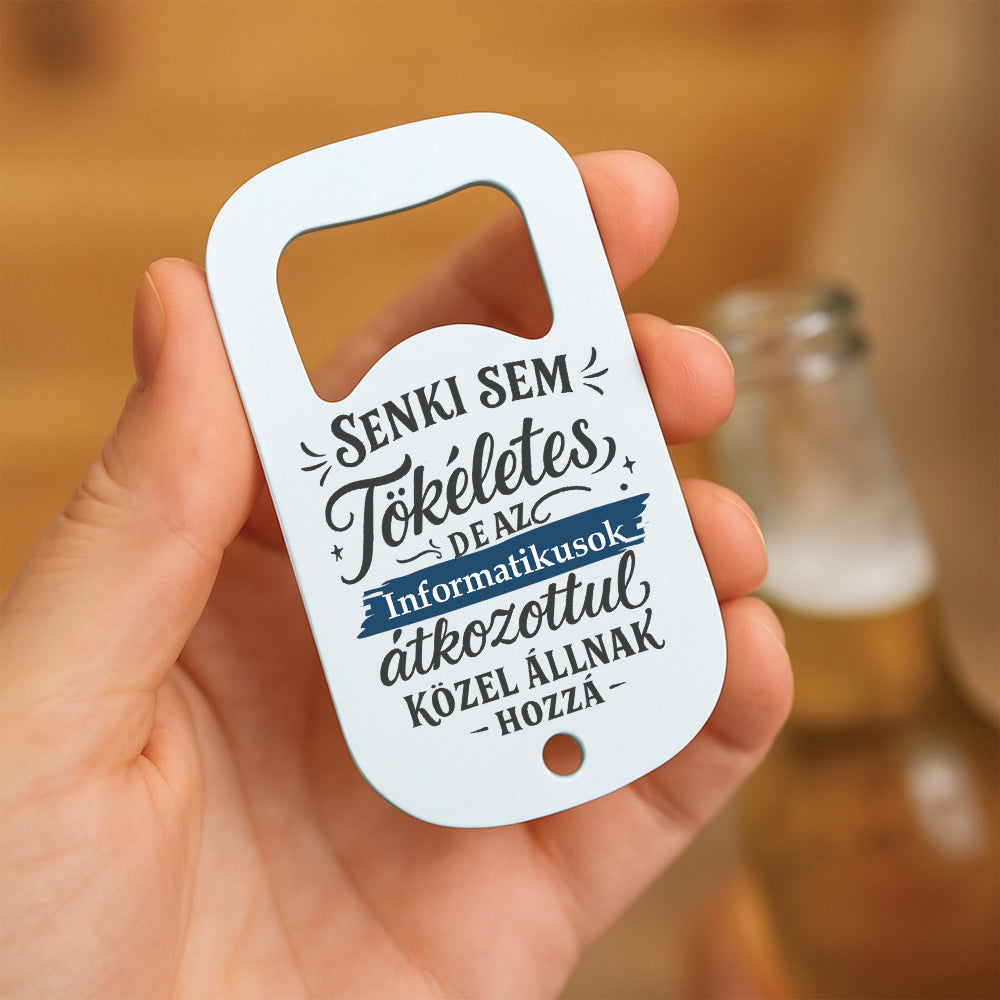 SENKI SEM
Tökéletes
DE AZ
Informatikusok
átkozottul
KÖZEL ÁLLNAK
- HOZZÁ -